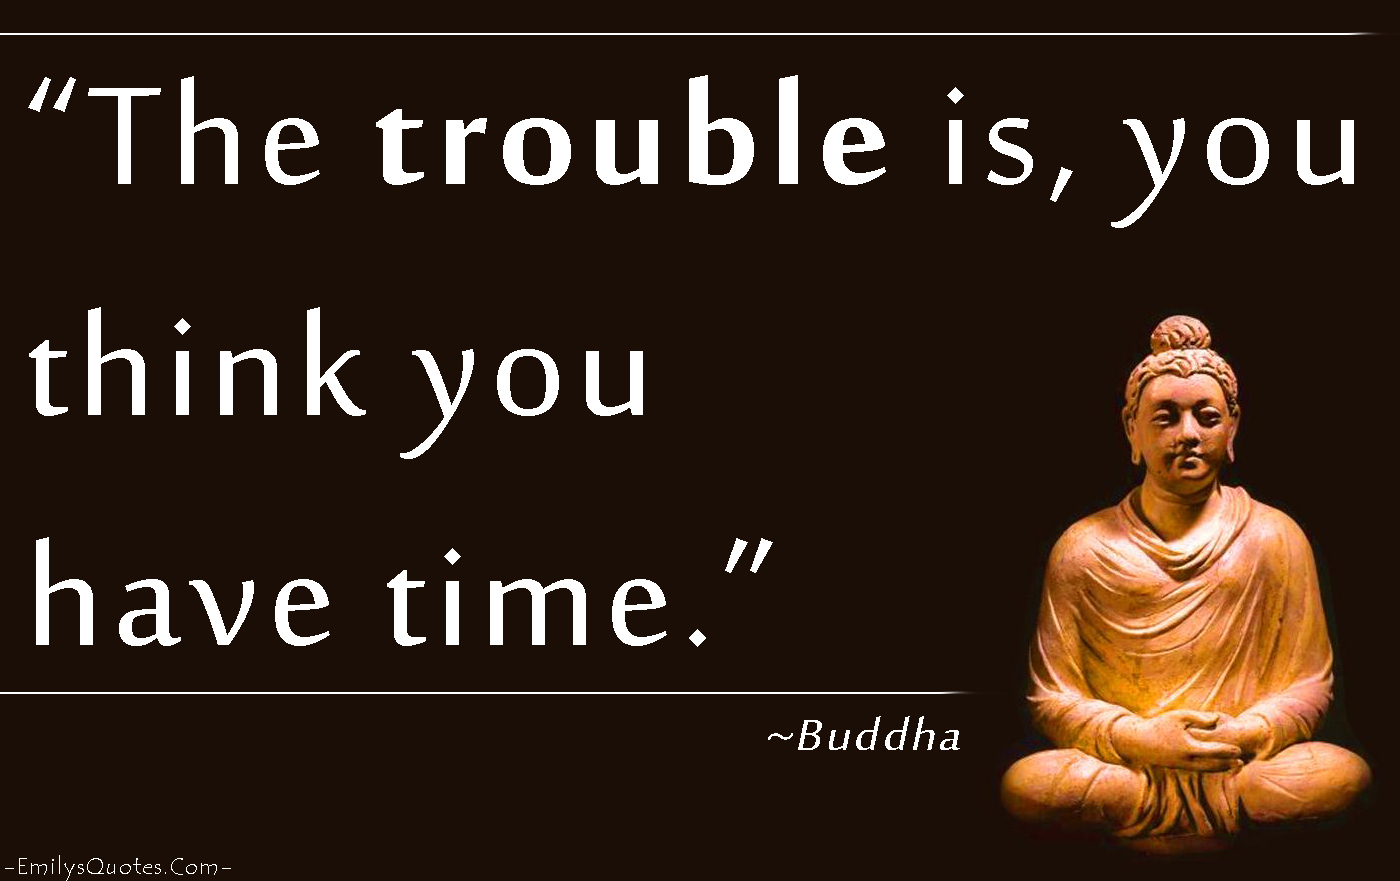 “The trouble is, you
think you
have time.”
~Buddha
-EmilysQuotes.Com-